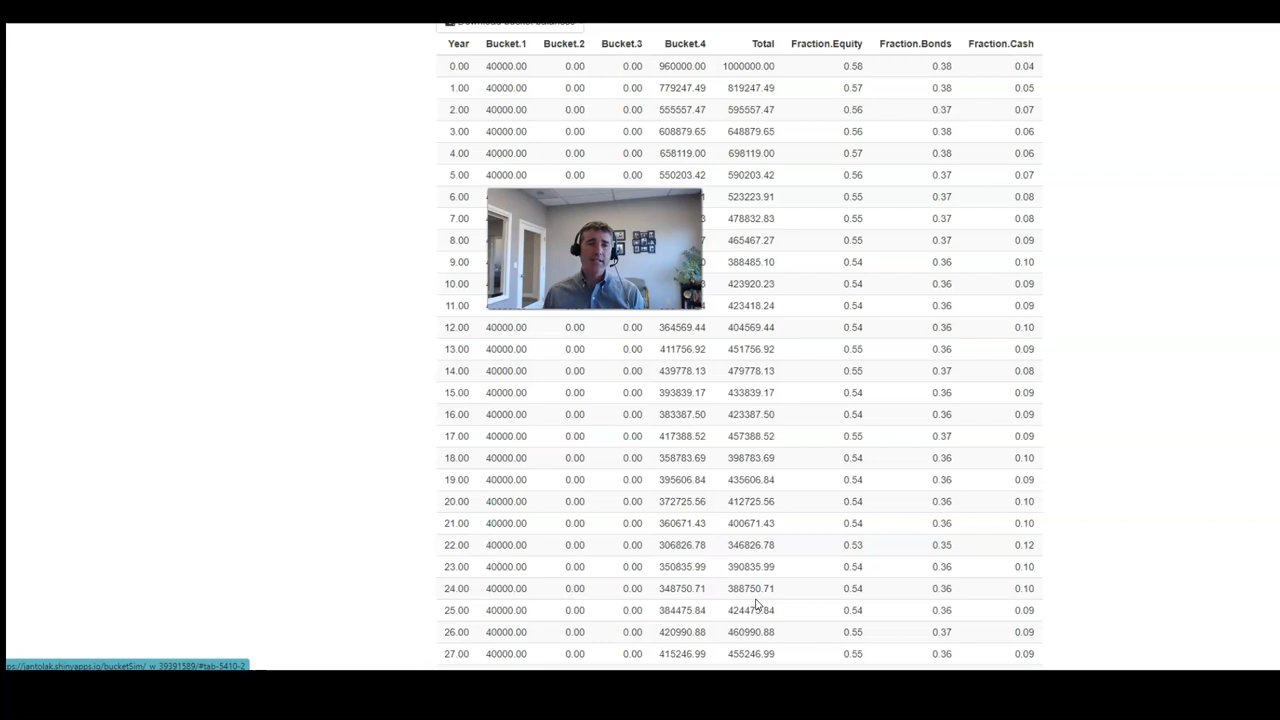 Download bucket balances
Year Bucket.1 Bucket.2 Bucket.3 Bucket.4 Total Fraction.Equity Fraction.Bonds Fraction.Cash
0.00 40000.00 0.00 0.00 960000.00 1000000.00 0.58 0.38 0.04
1.00 40000.00 0.00 0.00 779247.49 819247.49 0.57 0.38 0.05
2.00 40000.00 0.00 0.00 555557.47 595557.47 0.56 0.37 0.07
3.00 40000.00 0.00 0.00 608879.65 648879.65 0.56 0.38 0.06
4.00 40000.00 0.00 0.00 658119.00 698119.00 0.57 0.38 0.06
5.00 40000.00 0.00 0.00 550203.42 590203.42 0.56 0.37 0.07
6.00 523223.91 0.55 0.37 0.08
7.00 478832.83 0.55 0.37 0.08
8.00 465467.27 0.55 0.37 0.09
9.00 388485.10 0.54 0.36 0.10
10.00 423920.23 0.54 0.36 0.09
11.00 423418.24 0.54 0.36 0.09
12.00 40000.00 0.00 0.00 364569.44 404569.44 0.54 0.36 0.10
13.00 40000.00 0.00 0.00 411756.92 451756.92 0.55 0.36 0.09
14.00 40000.00 0.00 0.00 439778.13 479778.13 0.55 0.37 0.08
15.00 40000.00 0.00 0.00 393839.17 433839.17 0.54 0.36 0.09
16.00 40000.00 0.00 0.00 383387.50 423387.50 0.54 0.36 0.09
17.00 40000.00 0.00 0.00 417388.52 457388.52 0.55 0.37 0.09
18.00 40000.00 0.00 0.00 358783.69 398783.69 0.54 0.36 0.10
19.00 40000.00 0.00 0.00 395606.84 435606.84 0.54 0.36 0.09
20.00 40000.00 0.00 0.00 372725.56 412725.56 0.54 0.36 0.10
21.00 40000.00 0.00 0.00 360671.43 400671.43 0.54 0.36 0.10
22.00 40000.00 0.00 0.00 306826.78 346826.78 0.53 0.35 0.12
23.00 40000.00 0.00 0.00 350835.99 390835.99 0.54 0.36 0.10
24.00 40000.00 0.00 0.00 348750.71 388750.71 0.54 0.36 0.10
25.00 40000.00 0.00 0.00 384475.84 424475.84 0.54 0.36 0.09
26.00 40000.00 0.00 0.00 420990.88 460990.88 0.55 0.37 0.09
27.00 40000.00 0.00 0.00 415246.99 455246.99 0.55 0.36 0.09
ps://iantolak.shinyapps.io/bucketSim/_w_39391589/#tab-5410-2